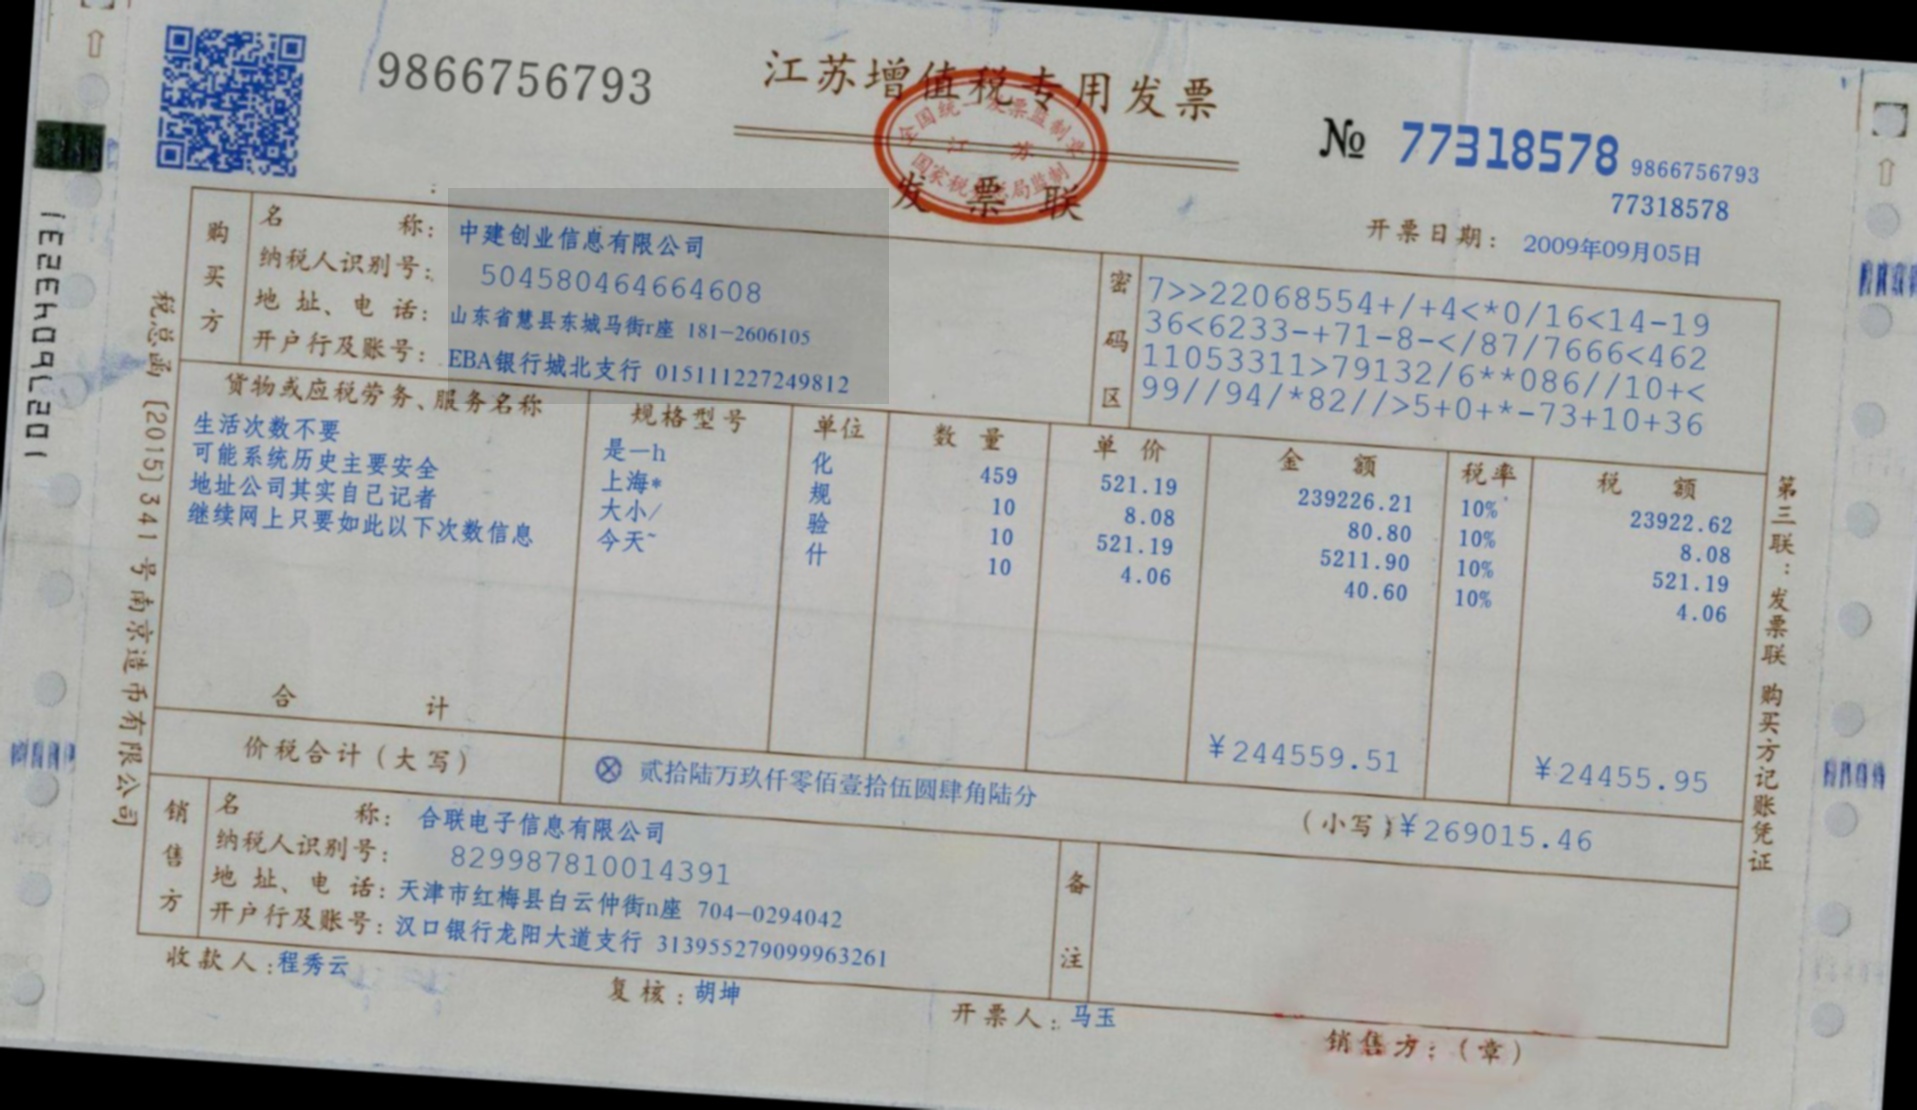 9866756793
江苏增值税专用发票
全国统一发票监制章
江 苏
国家税务总局监制
发票联
№ 77318578 9866756793
77318578
开票日期: 2009年09月05日
购买方
名 称: 中建创业信息有限公司
纳税人识别号: 504580464664608
地 址、电 话: 山东省慧县东城马街r座 181-2606105
开户行及账号: EBA银行城北支行 015111227249812
密码区
7>>22068554+/+4<*0/16<14-19
36<6233-+71-8-</87/7666<462
11053311>79132/6**086//10+<
99//94/*82//>5+0+*-73+10+36
货物或应税劳务、服务名称 规格型号 单位 数 量 单 价 金 额 税率 税 额
生活次数不要 是一h 化 459 521.19 239226.21 10% 23922.62
可能系统历史主要安全 上海* 规 10 8.08 80.80 10% 8.08
地址公司其实自己记者 大小/ 验 10 521.19 5211.90 10% 521.19
继续网上只要如此以下次数信息 今天~ 什 10 4.06 40.60 10% 4.06
合 计 ¥244559.51 ¥24455.95
价税合计(大写) ⊗ 贰拾陆万玖仟零佰壹拾伍圆肆角陆分 (小写)¥269015.46
销售方
名 称: 合联电子信息有限公司
纳税人识别号: 829987810014391
地 址、电 话: 天津市红梅县白云仲街n座 704-0294042
开户行及账号: 汉口银行龙阳大道支行 313955279099963261
备注
收款人:程秀云 复核:胡坤 开票人:马玉 销售方:(章)
税总函[2015]341号南京造币有限公司
第三联:发票联 购买方记账凭证